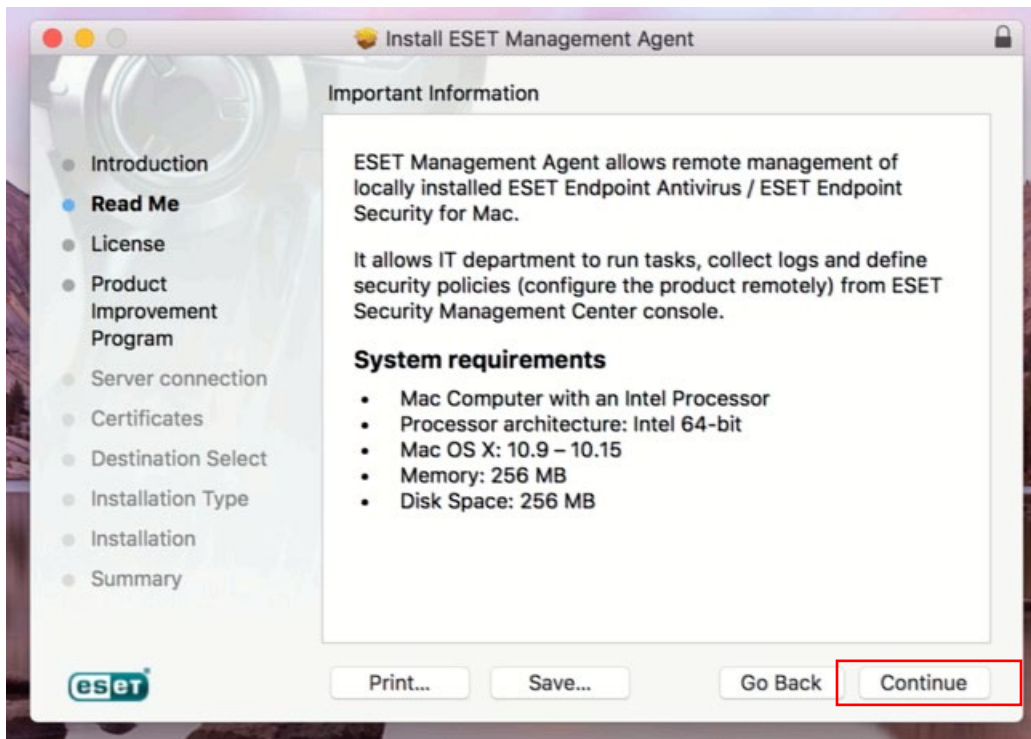 Install ESET Management Agent
Important Information
Introduction
Read Me
License
Product
Improvement
Program
Server connection
Certificates
Destination Select
Installation Type
Installation
Summary
ESET Management Agent allows remote management of
locally installed ESET Endpoint Antivirus / ESET Endpoint
Security for Mac.
It allows IT department to run tasks, collect logs and define
security policies (configure the product remotely) from ESET
Security Management Center console.
System requirements
• Mac Computer with an Intel Processor
• Processor architecture: Intel 64-bit
• Mac OS X: 10.9 – 10.15
• Memory: 256 MB
• Disk Space: 256 MB
eseT
Print... Save... Go Back Continue